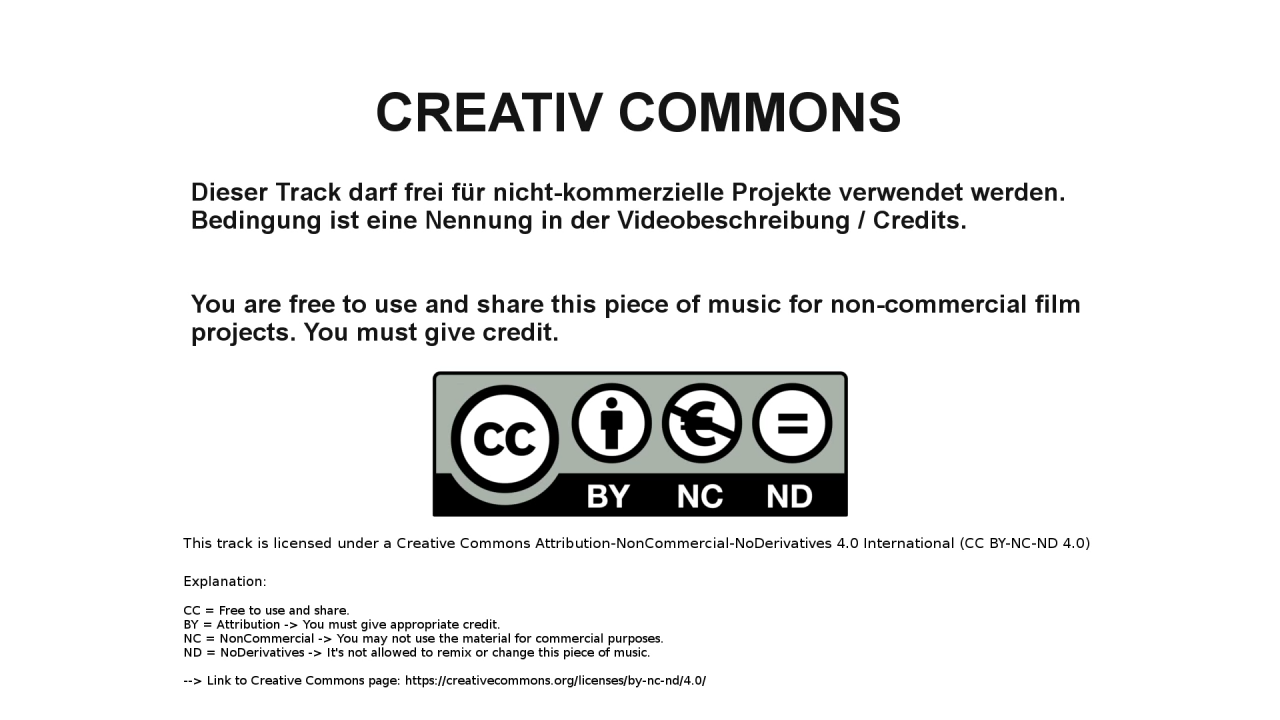 CREATIV COMMONS
Dieser Track darf frei für nicht-kommerzielle Projekte verwendet werden.
Bedingung ist eine Nennung in der Videobeschreibung / Credits.
You are free to use and share this piece of music for non-commercial film
projects. You must give credit.
CC
BY NC ND
This track is licensed under a Creative Commons Attribution-NonCommercial-NoDerivatives 4.0 International (CC BY-NC-ND 4.0)
Explanation:
CC = Free to use and share.
BY = Attribution -> You must give appropriate credit.
NC = NonCommercial -> You may not use the material for commercial purposes.
ND = NoDerivatives -> It's not allowed to remix or change this piece of music.
--> Link to Creative Commons page: https://creativecommons.org/licenses/by-nc-nd/4.0/